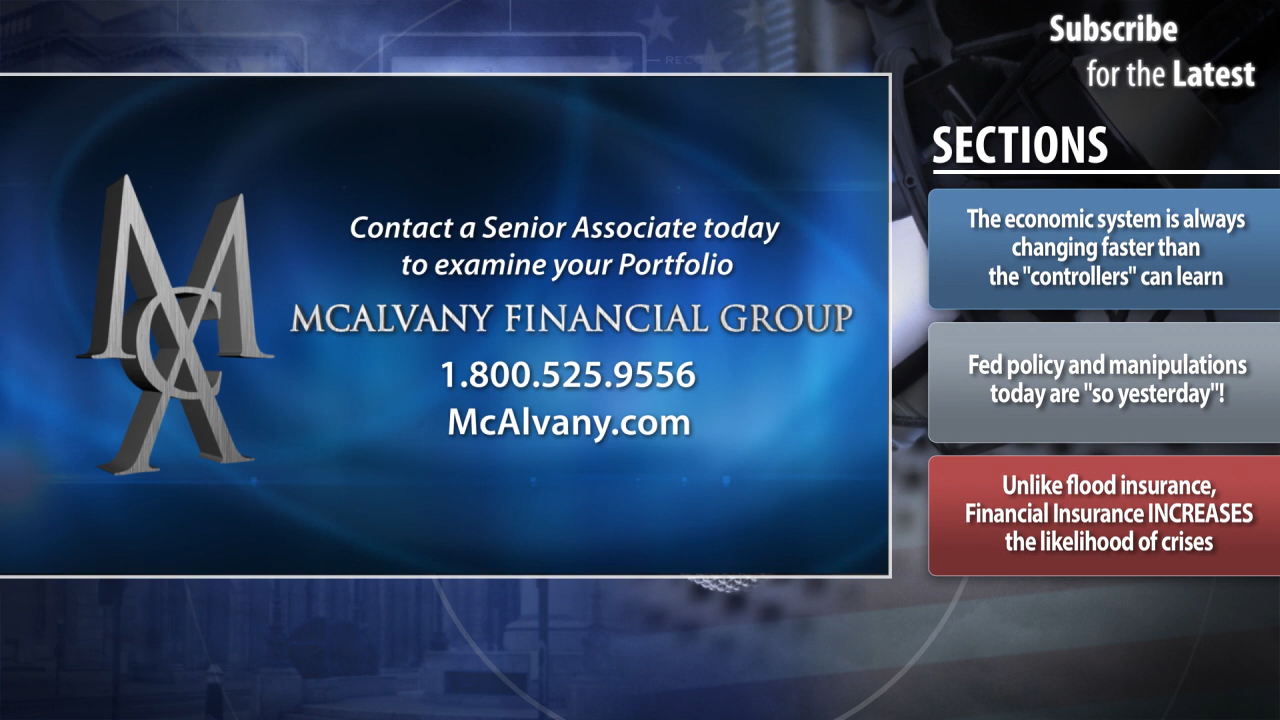 Subscribe
for the Latest
Contact a Senior Associate today
to examine your Portfolio
MCALVANY FINANCIAL GROUP
1.800.525.9556
McAlvany.com
SECTIONS
The economic system is always
changing faster than
the "controllers" can learn
Fed policy and manipulations
today are "so yesterday"!
Unlike flood insurance,
Financial Insurance INCREASES
the likelihood of crises